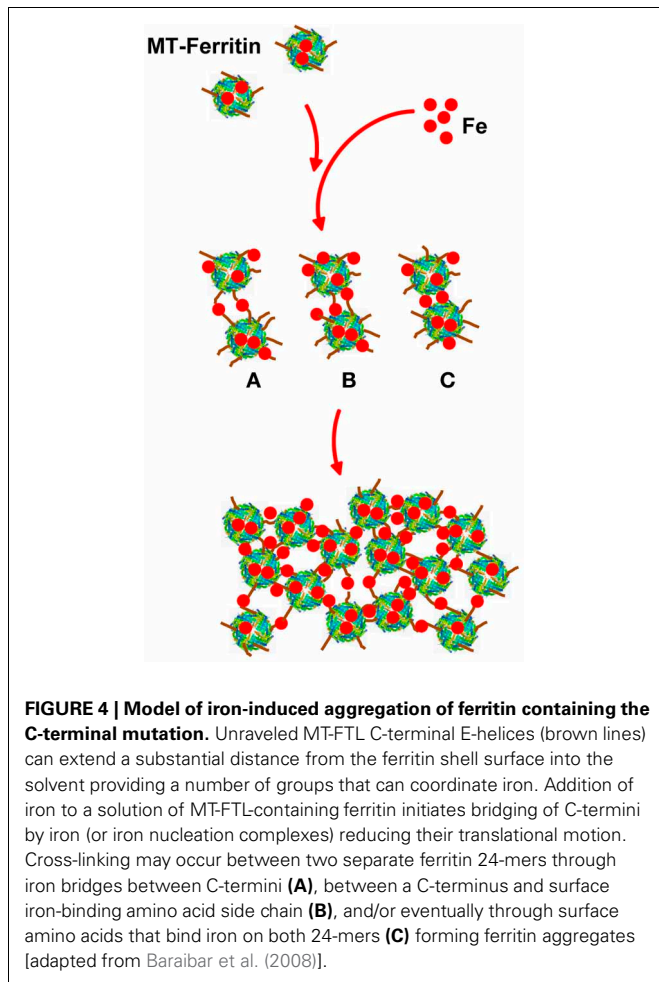 MT-Ferritin
Fe
A B C
FIGURE 4 | Model of iron-induced aggregation of ferritin containing the
C-terminal mutation. Unraveled MT-FTL C-terminal E-helices (brown lines)
can extend a substantial distance from the ferritin shell surface into the
solvent providing a number of groups that can coordinate iron. Addition of
iron to a solution of MT-FTL-containing ferritin initiates bridging of C-termini
by iron (or iron nucleation complexes) reducing their translational motion.
Cross-linking may occur between two separate ferritin 24-mers through
iron bridges between C-termini (A), between a C-terminus and surface
iron-binding amino acid side chain (B), and/or eventually through surface
amino acids that bind iron on both 24-mers (C) forming ferritin aggregates
[adapted from Baraibar et al. (2008)].